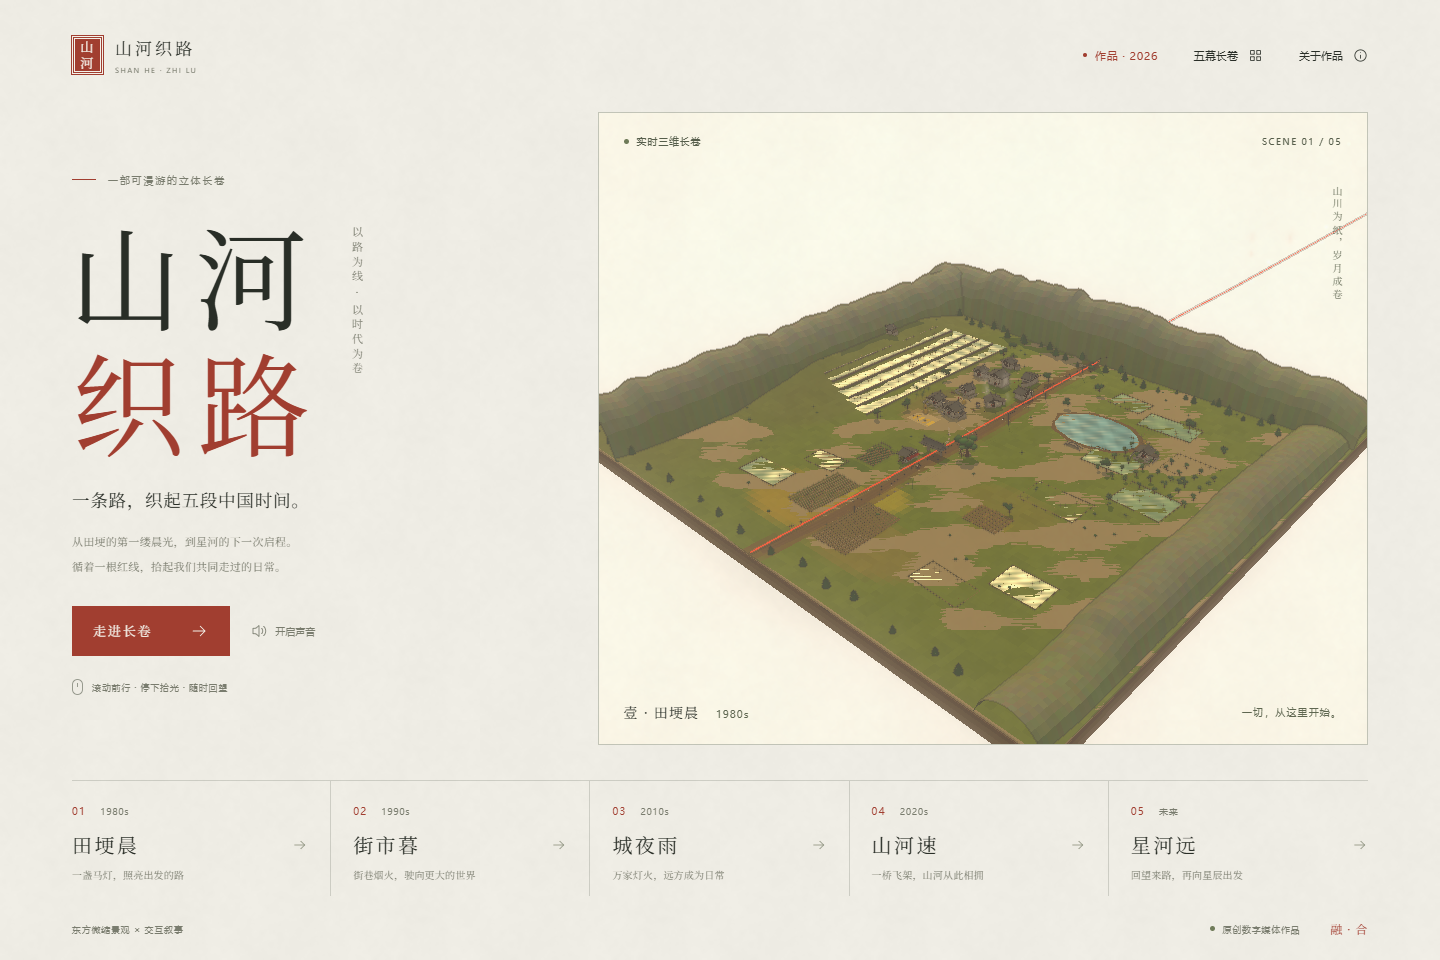 山河
山河织路
SHAN HE · ZHI LU
作品 · 2026
五幕长卷
关于作品
一部可漫游的立体长卷
山河
织路
以路为线 · 以时代为卷
一条路，织起五段中国时间。
从田埂的第一缕晨光，到星河的下一次启程。
循着一根红线，拾起我们共同走过的日常。
走进长卷
开启声音
滚动前行 · 停下拾光 · 随时回望
实时三维长卷
SCENE 01 / 05
山川为纸，岁月成卷
壹 · 田埂晨 1980s
一切，从这里开始。
01 1980s
田埂晨
一盏马灯，照亮出发的路
02 1990s
街市暮
街巷烟火，驶向更大的世界
03 2010s
城夜雨
万家灯火，远方成为日常
04 2020s
山河速
一桥飞架，山河从此相拥
05 未来
星河远
回望来路，再向星辰出发
东方微缩景观 × 交互叙事
原创数字媒体作品
融 · 合